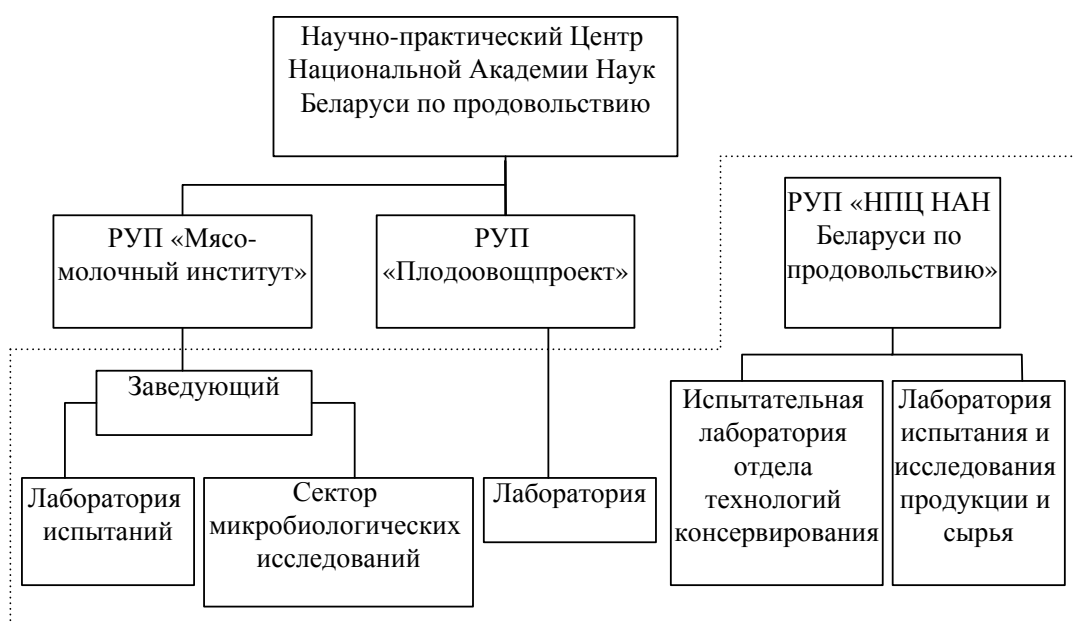 Научно-практический Центр
Национальной Академии Наук
Беларуси по продовольствию
РУП «Мясо-
молочный институт»
РУП
«Плодоовощпроект»
РУП «НПЦ НАН
Беларуси по
продовольствию»
Заведующий
Лаборатория
испытаний
Сектор
микробиологических
исследований
Лаборатория
Испытательная
лаборатория
отдела
технологий
консервирования
Лаборатория
испытания и
исследования
продукции и
сырья